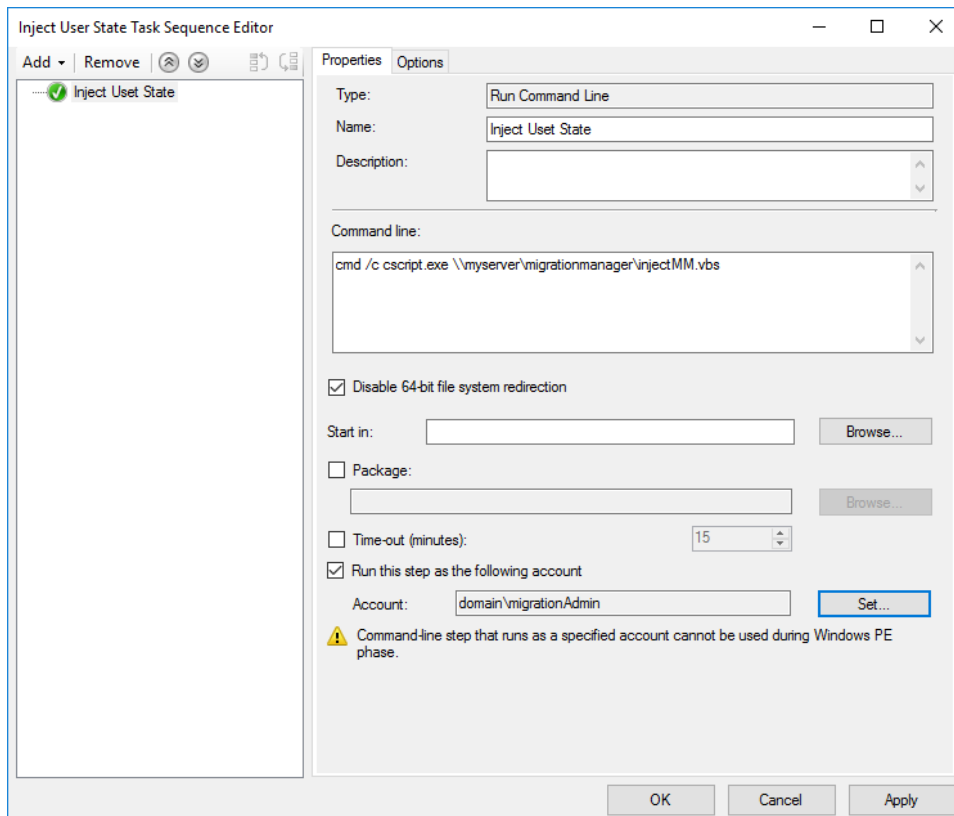 Inject User State Task Sequence Editor
Add Remove
Inject Uset State
Properties Options
Type: Run Command Line
Name: Inject Uset State
Description:
Command line:
cmd /c cscript.exe \\myserver\migrationmanager\injectMM.vbs
Disable 64-bit file system redirection
Start in: Browse...
Package:
Browse...
Time-out (minutes): 15
Run this step as the following account
Account: domain\migrationAdmin Set...
Command-line step that runs as a specified account cannot be used during Windows PE
phase.
OK Cancel Apply